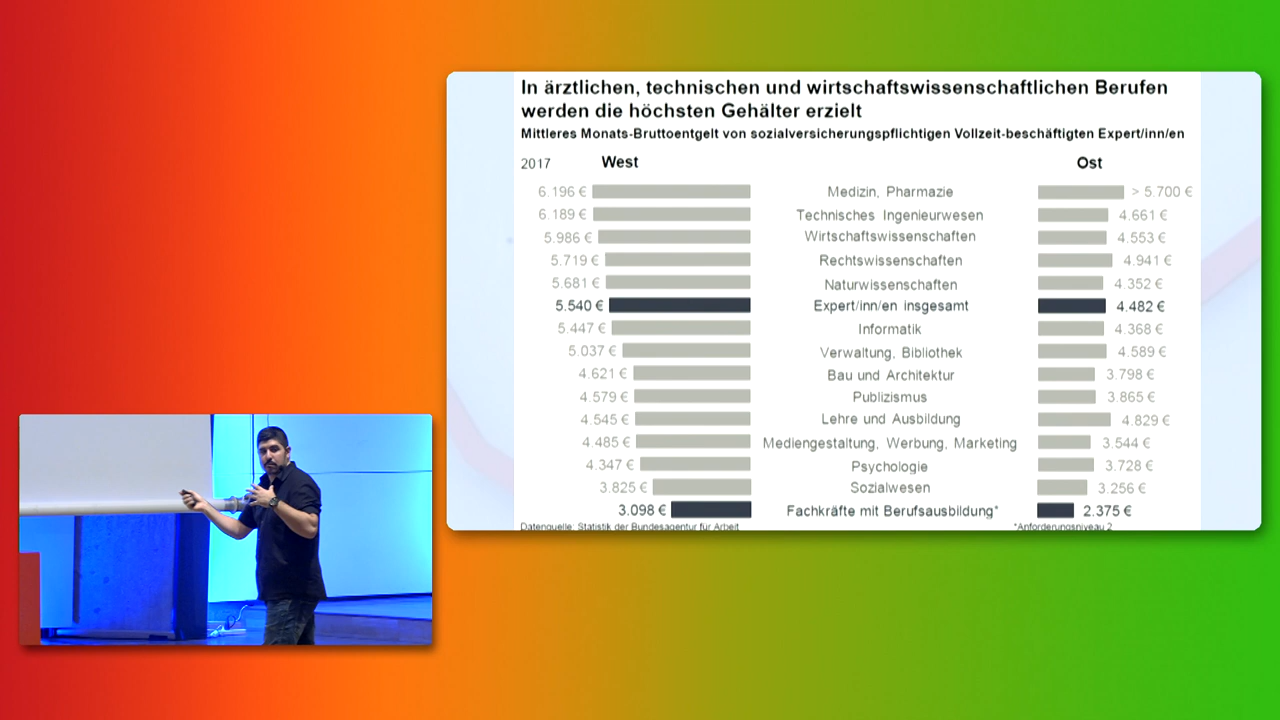 In ärztlichen, technischen und wirtschaftswissenschaftlichen Berufen
werden die höchsten Gehälter erzielt
Mittleres Monats-Bruttoentgelt von sozialversicherungspflichtigen Vollzeit-beschäftigten Expert/inn/en
2017 West Ost
6.196 € Medizin, Pharmazie > 5.700 €
6.189 € Technisches Ingenieurwesen 4.661 €
5.986 € Wirtschaftswissenschaften 4.553 €
5.719 € Rechtswissenschaften 4.941 €
5.681 € Naturwissenschaften 4.352 €
5.540 € Expert/inn/en insgesamt 4.482 €
5.447 € Informatik 4.368 €
5.037 € Verwaltung, Bibliothek 4.589 €
4.621 € Bau und Architektur 3.798 €
4.579 € Publizismus 3.865 €
4.545 € Lehre und Ausbildung 4.829 €
4.485 € Mediengestaltung, Werbung, Marketing 3.544 €
4.347 € Psychologie 3.728 €
3.825 € Sozialwesen 3.256 €
3.098 € Fachkräfte mit Berufsausbildung* 2.375 €
Datenquelle: Statistik der Bundesagentur für Arbeit *Anforderungsniveau 2